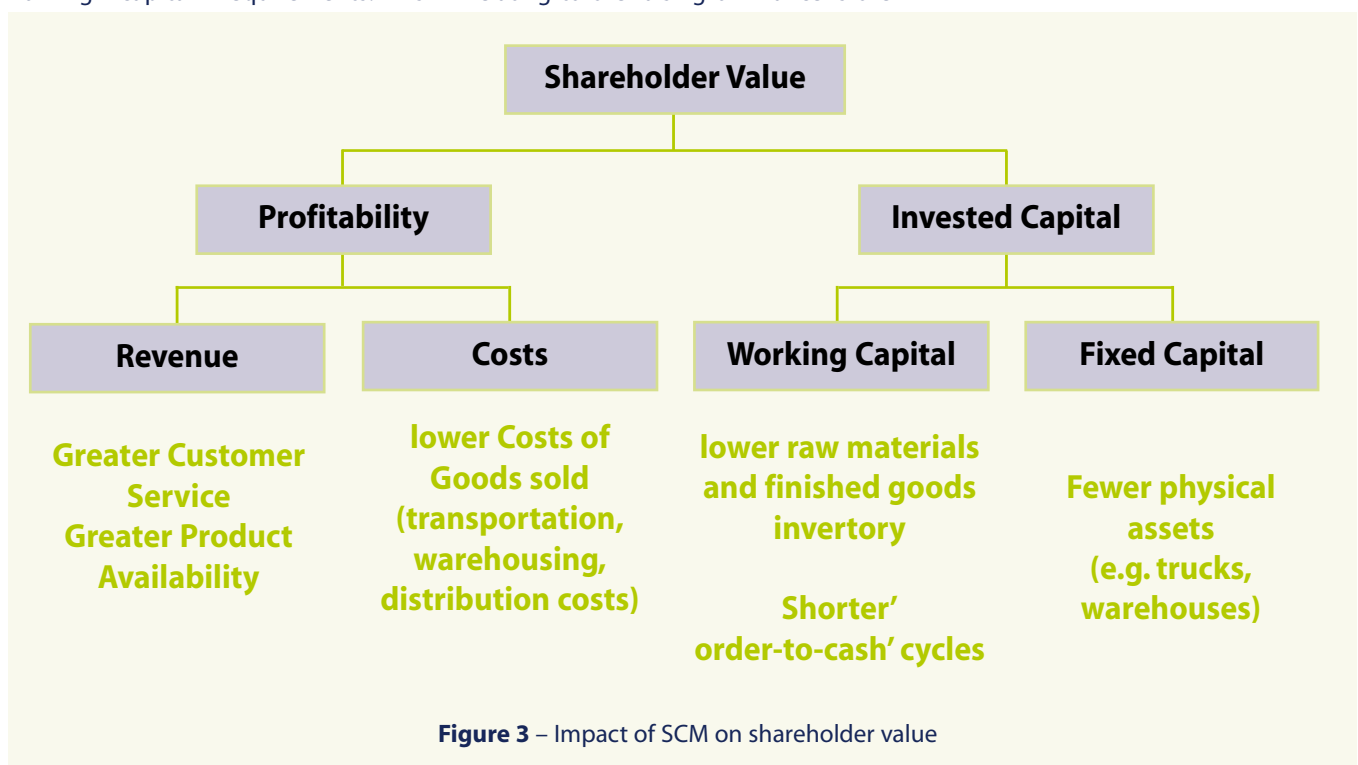 Shareholder Value
Profitability
Invested Capital
Revenue
Costs
Working Capital
Fixed Capital
Greater Customer
Service
Greater Product
Availability
lower Costs of
Goods sold
(transportation,
warehousing,
distribution costs)
lower raw materials
and finished goods
invertory
Shorter’
order-to-cash’ cycles
Fewer physical
assets
(e.g. trucks,
warehouses)
Figure 3 – Impact of SCM on shareholder value